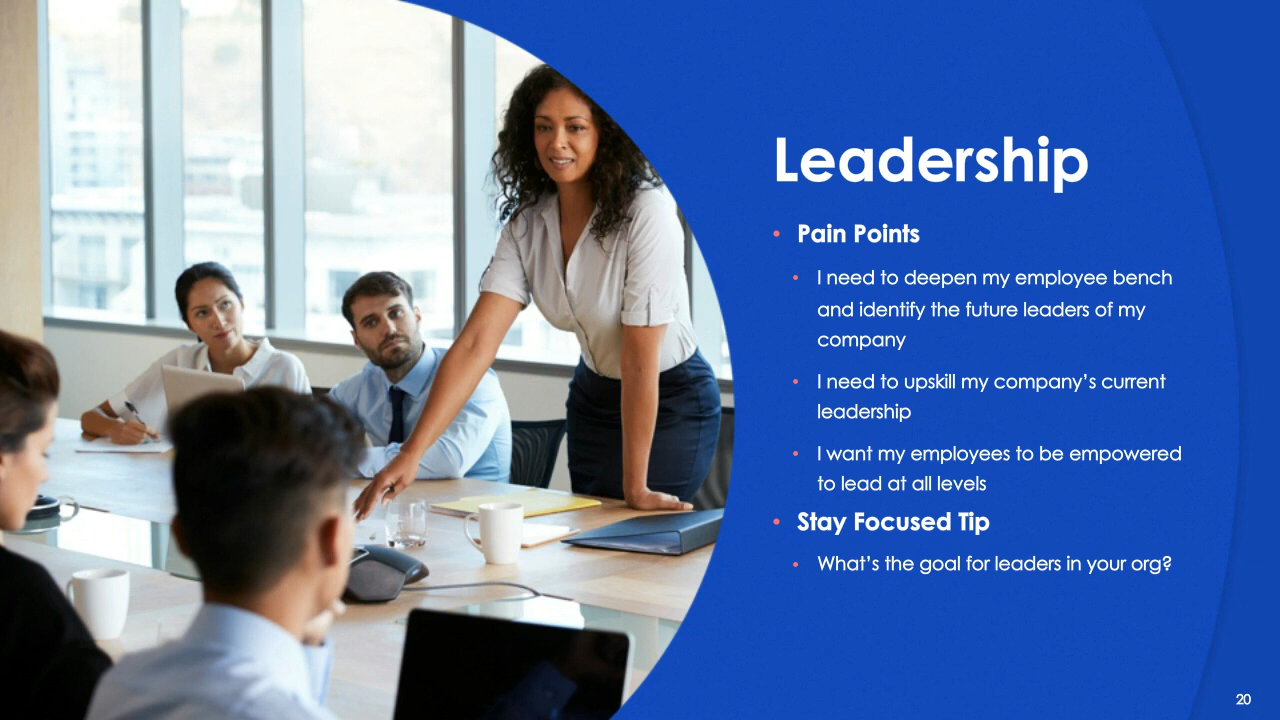 Leadership
• Pain Points
• I need to deepen my employee bench
and identify the future leaders of my
company
• I need to upskill my company’s current
leadership
• I want my employees to be empowered
to lead at all levels
• Stay Focused Tip
• What’s the goal for leaders in your org?
20